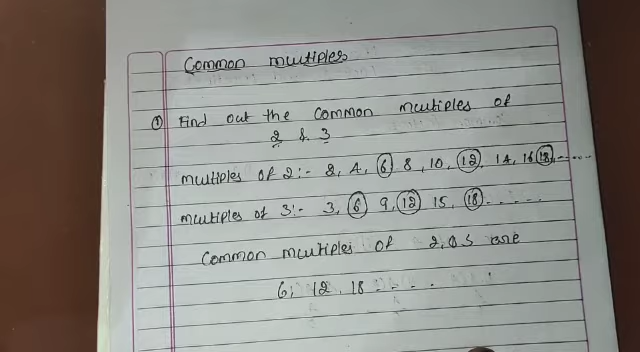 Common multiples
① Find out the Common multiples of
2 & 3
multiples of 2:- 2, 4, 6 8, 10, 12, 14, 16 18, .....
multiples of 3:- 3, 6 9, 12 15, 18 ......
Common multiples of 2, are
6, 12, 18 - - - -